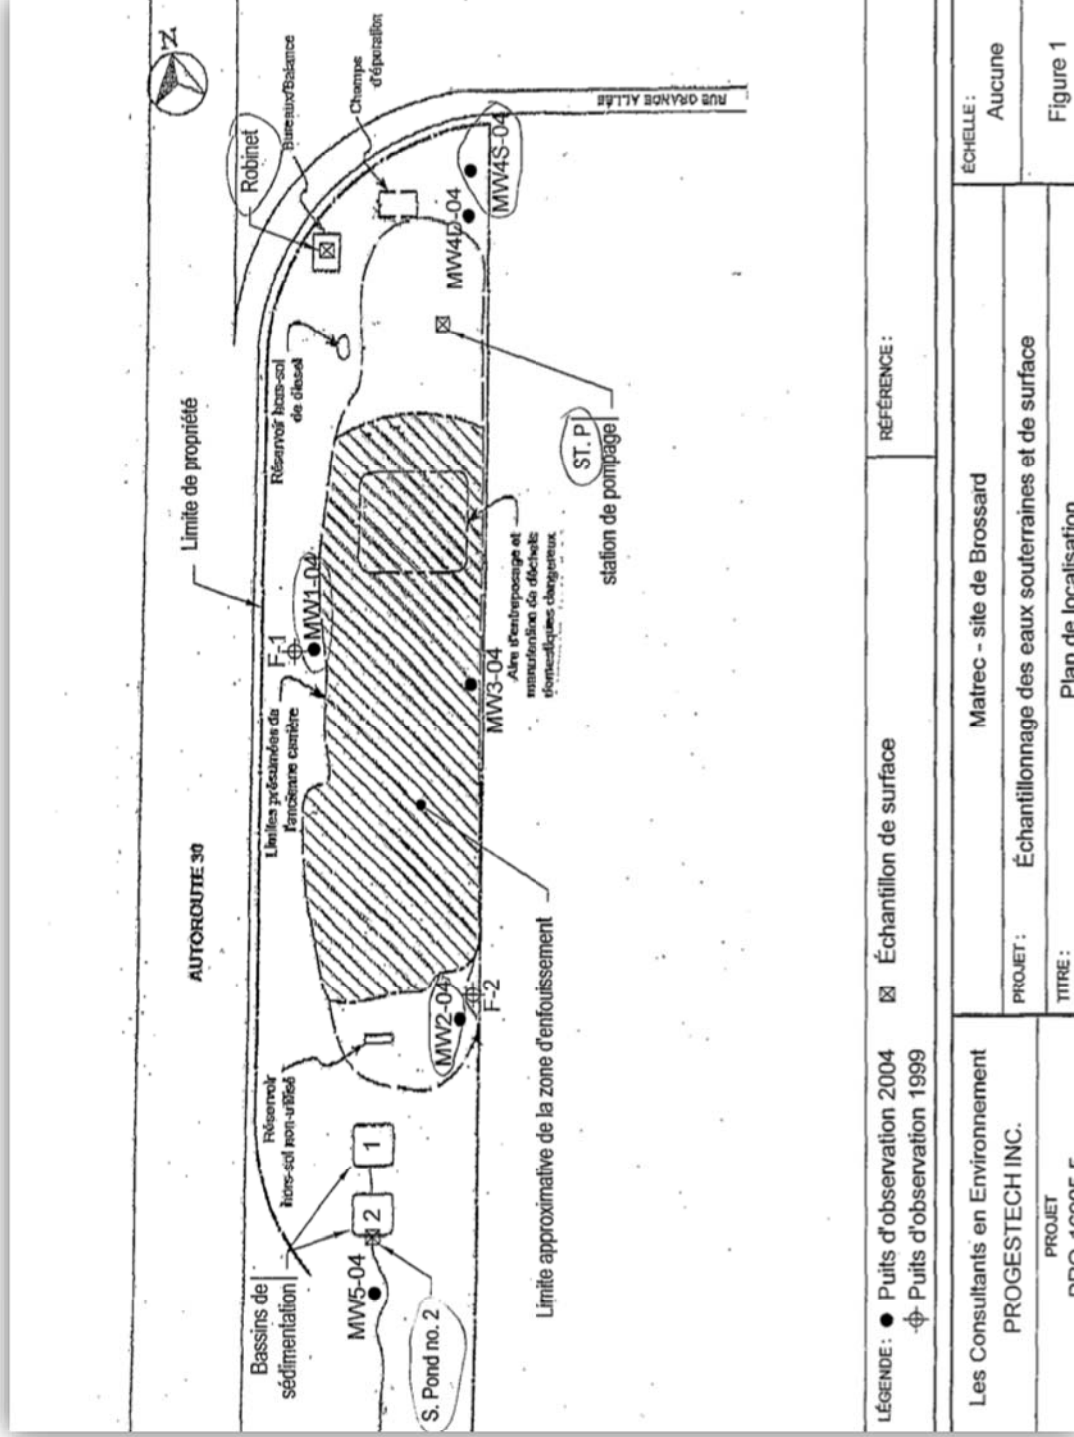 N
AUTOROUTE 30
Limite de propriété
Robinet
Bureaux/Balance
Champs
d'épuration
RUE GRANDE ALLÉE
Réservoir hors-sol
de diesel
MW4D-04
MW4S-04
ST. P
station de pompage
F-1
MW1-04
Limites présumées de
l'ancienne carrière
MW3-04
Aire d'entreposage et
manutention de déchets
domestiques dangereux
Limite approximative de la zone d'enfouissement
MW2-04
F-2
Réservoir
hors-sol non-utilisé
1
2
Bassins de
sédimentation
MW5-04
S. Pond no. 2
LÉGENDE : Puits d'observation 2004
Puits d'observation 1999
Échantillon de surface
RÉFÉRENCE :
Les Consultants en Environnement
PROGESTECH INC.
PROJET
Matrec - site de Brossard
PROJET :
Échantillonnage des eaux souterraines et de surface
TITRE :
Plan de localisation
ÉCHELLE :
Aucune
Figure 1